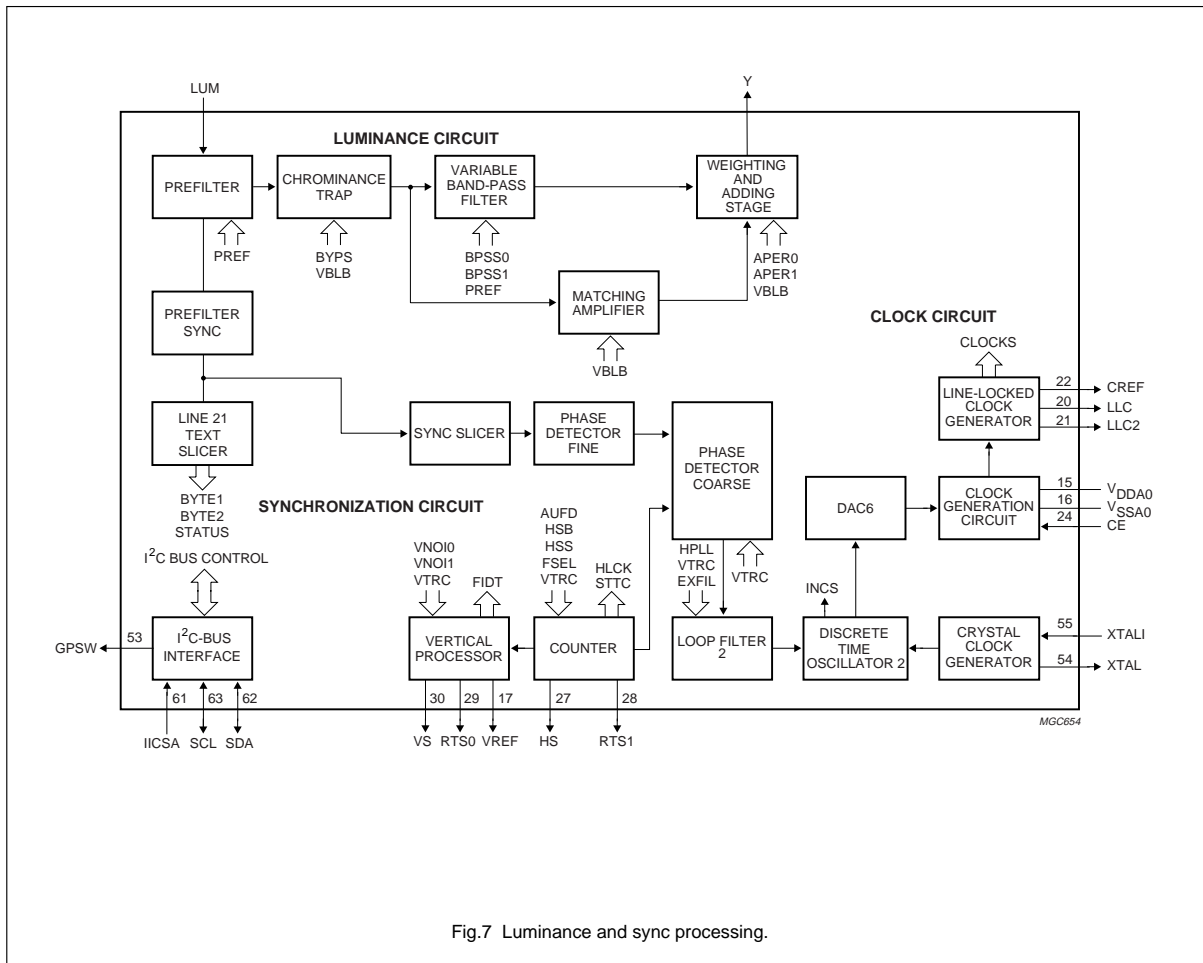 LUM
Y
LUMINANCE CIRCUIT
PREFILTER
CHROMINANCE
TRAP
VARIABLE
BAND-PASS
FILTER
WEIGHTING
AND
ADDING
STAGE
PREF
BYPS
VBLB
BPSS0
BPSS1
PREF
APER0
APER1
VBLB
PREFILTER
SYNC
MATCHING
AMPLIFIER
VBLB
CLOCK CIRCUIT
CLOCKS
LINE-LOCKED
CLOCK
GENERATOR
22 CREF
20 LLC
21 LLC2
LINE 21
TEXT
SLICER
SYNC SLICER
PHASE
DETECTOR
FINE
PHASE
DETECTOR
COARSE
BYTE1
BYTE2
STATUS
SYNCHRONIZATION CIRCUIT
DAC6
CLOCK
GENERATION
CIRCUIT
15 VDDA0
16 VSSA0
24 CE
I2C BUS CONTROL
VNOI0
VNOI1
VTRC
FIDT
AUFD
HSB
HSS
FSEL
VTRC
HLCK
STTC
HPLL
VTRC
EXFIL
VTRC
INCS
53
GPSW
I2C-BUS
INTERFACE
VERTICAL
PROCESSOR
COUNTER
LOOP FILTER
2
DISCRETE
TIME
OSCILLATOR 2
CRYSTAL
CLOCK
GENERATOR
55 XTALI
54 XTAL
61 63 62
30 29 17 27 28
IICSA SCL SDA
VS RTS0 VREF HS RTS1
MGC654
Fig.7 Luminance and sync processing.